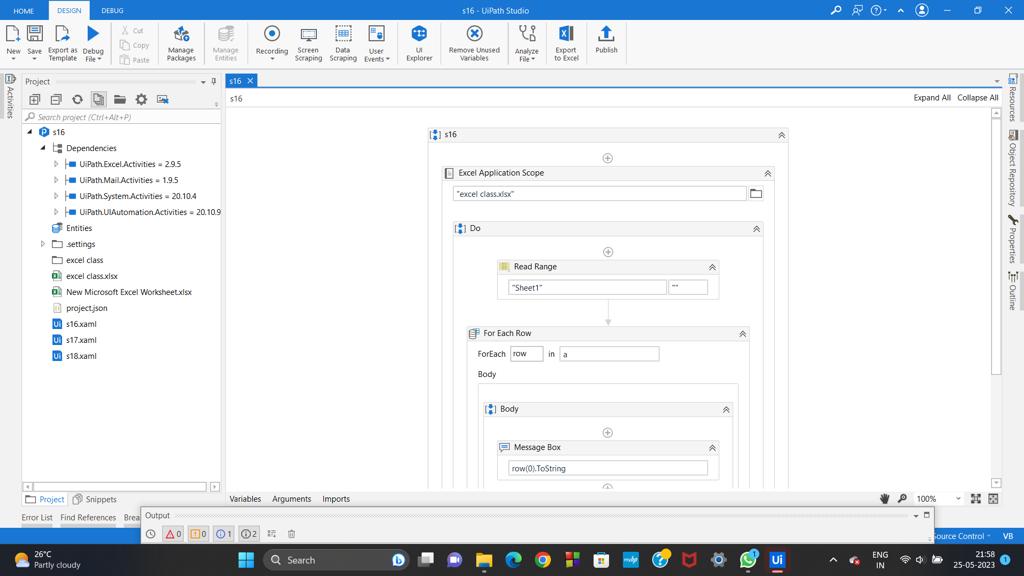 HOME DESIGN DEBUG s16 - UiPath Studio
New Save Export as Template Debug File Cut Copy Paste Manage Packages Manage Entities Recording Screen Scraping Data Scraping User Events UI Explorer Remove Unused Variables Analyze File Export to Excel Publish
Activities
Project
Search project (Ctrl+Alt+P)
s16
Dependencies
UiPath.Excel.Activities = 2.9.5
UiPath.Mail.Activities = 1.9.5
UiPath.System.Activities = 20.10.4
UiPath.UIAutomation.Activities = 20.10.9
Entities
.settings
excel class
excel class.xlsx
New Microsoft Excel Worksheet.xlsx
project.json
s16.xaml
s17.xaml
s18.xaml
Project Snippets
s16
s16 Expand All Collapse All
s16
Excel Application Scope
"excel class.xlsx"
Do
Read Range
"Sheet1" ""
For Each Row
ForEach row in a
Body
Body
Message Box
row(0).ToString
Variables Arguments Imports 100%
Resources
Object Repository
Properties
Outline
Error List Find References Brea
Output
0 0 1 2
ource Control VB
26°C
Partly cloudy
Search
ENG
IN
21:58
25-05-2023